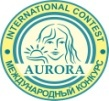 INTERNATIONAL CONTEST
AURORA
МЕЖДУНАРОДНЫЙ КОНКУРС